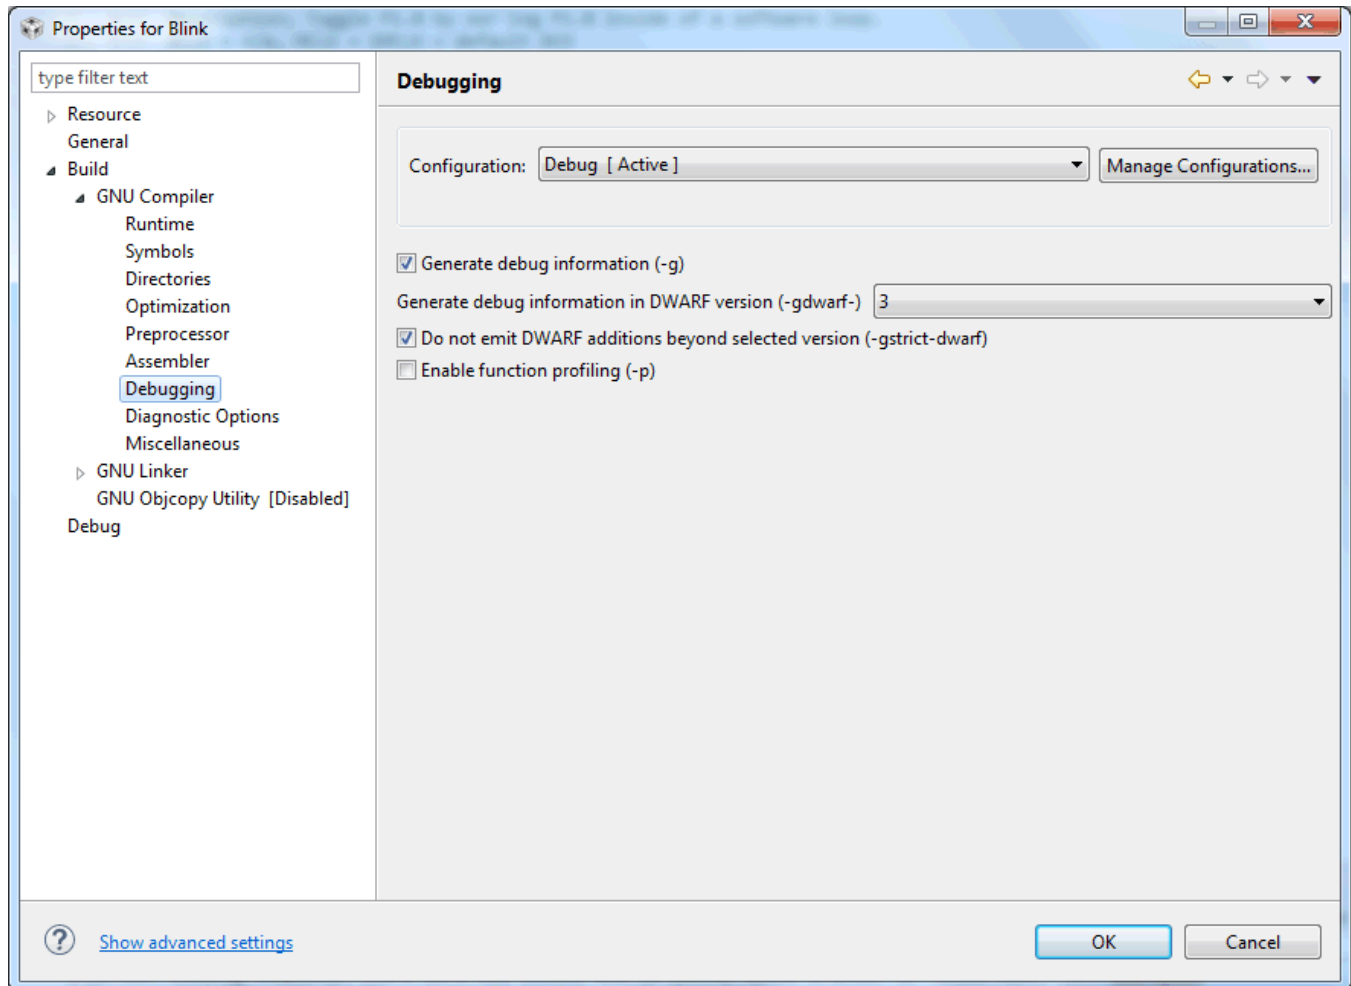 Properties for Blink
type filter text
Resource
General
Build
GNU Compiler
Runtime
Symbols
Directories
Optimization
Preprocessor
Assembler
Debugging
Diagnostic Options
Miscellaneous
GNU Linker
GNU Objcopy Utility [Disabled]
Debug
Debugging
Configuration: Debug [ Active ] Manage Configurations...
Generate debug information (-g)
Generate debug information in DWARF version (-gdwarf-) 3
Do not emit DWARF additions beyond selected version (-gstrict-dwarf)
Enable function profiling (-p)
Show advanced settings
OK Cancel